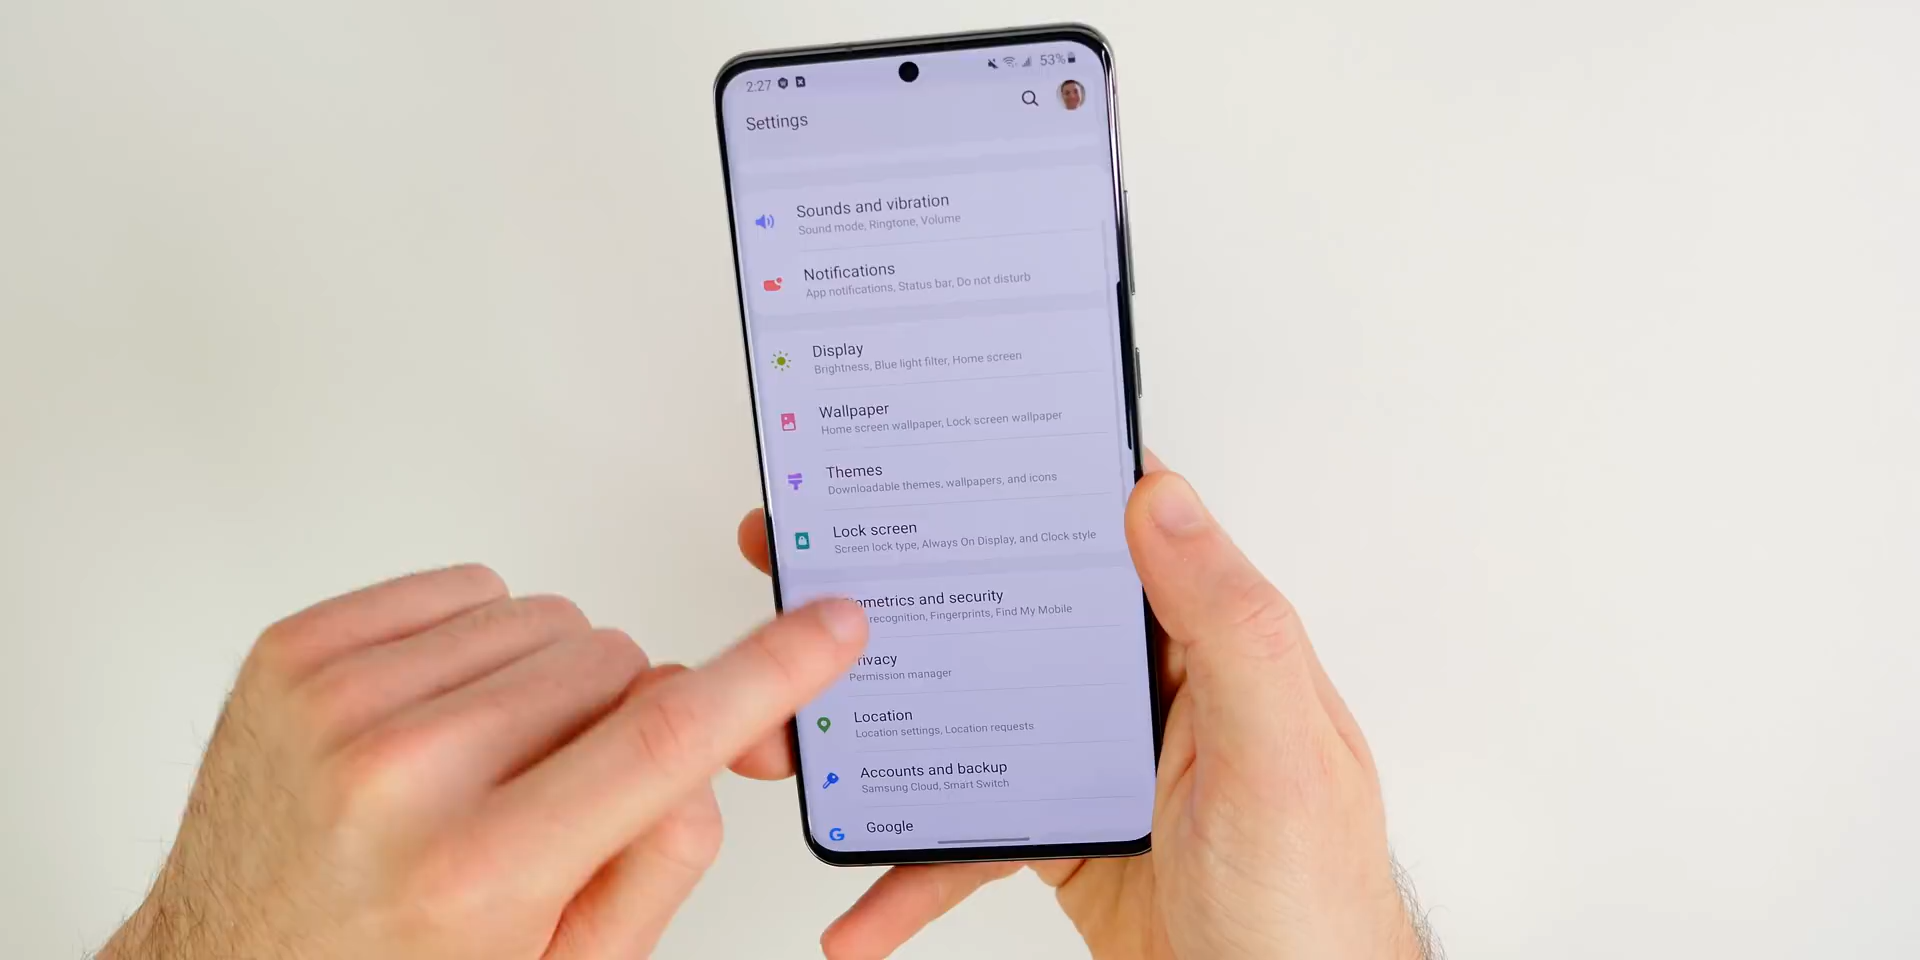 2:27
53%
Settings
Sounds and vibration
Sound mode, Ringtone, Volume
Notifications
App notifications, Status bar, Do not disturb
Display
Brightness, Blue light filter, Home screen
Wallpaper
Home screen wallpaper, Lock screen wallpaper
Themes
Downloadable themes, wallpapers, and icons
Lock screen
Screen lock type, Always On Display, and Clock style
ometrics and security
recognition, Fingerprints, Find My Mobile
rivacy
Permission manager
Location
Location settings, Location requests
Accounts and backup
Samsung Cloud, Smart Switch
G Google